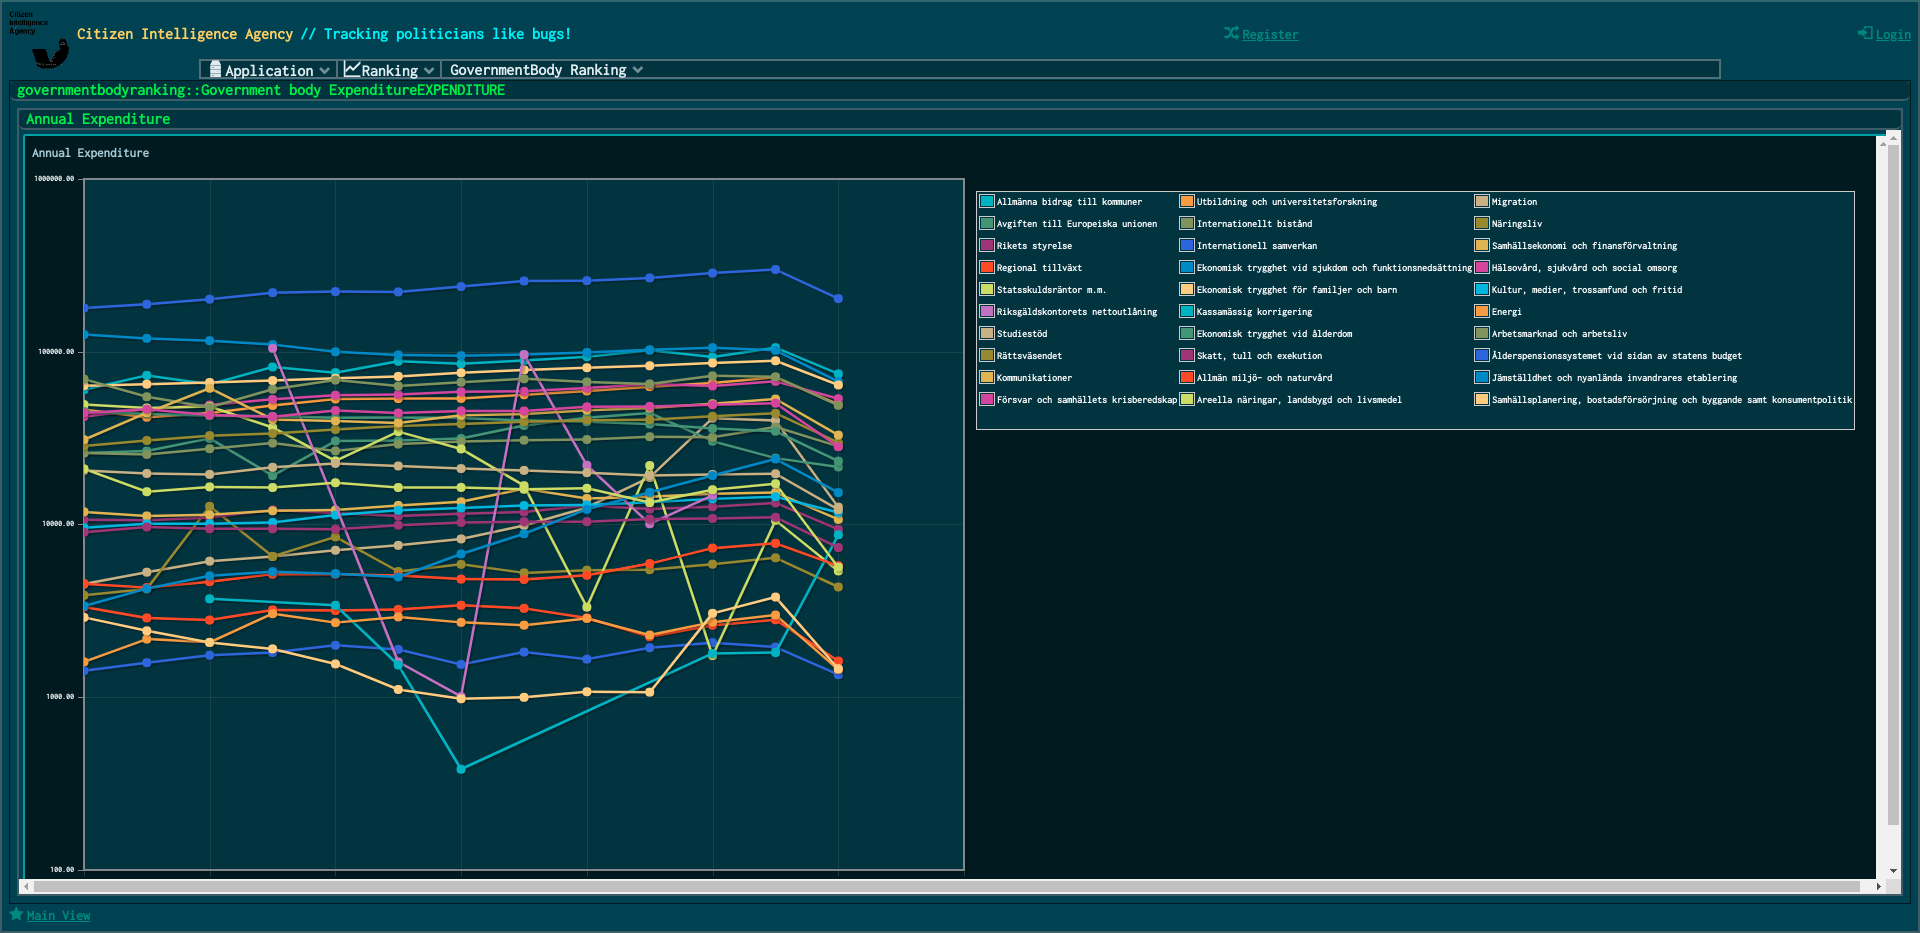 Citizen
Intelligence
Agency
Citizen Intelligence Agency // Tracking politicians like bugs!
Register
Login
Application
Ranking
GovernmentBody Ranking
governmentbodyranking::Government body ExpenditureEXPENDITURE
Annual Expenditure
Annual Expenditure
1000000.00
100000.00
10000.00
1000.00
100.00
Allmänna bidrag till kommuner
Utbildning och universitetsforskning
Migration
Avgiften till Europeiska unionen
Internationellt bistånd
Näringsliv
Rikets styrelse
Internationell samverkan
Samhällsekonomi och finansförvaltning
Regional tillväxt
Ekonomisk trygghet vid sjukdom och funktionsnedsättning
Hälsovård, sjukvård och social omsorg
Statsskuldsräntor m.m.
Ekonomisk trygghet för familjer och barn
Kultur, medier, trossamfund och fritid
Riksgäldskontorets nettoutlåning
Kassamässig korrigering
Energi
Studiestöd
Ekonomisk trygghet vid ålderdom
Arbetsmarknad och arbetsliv
Rättsväsendet
Skatt, tull och exekution
Ålderspensionssystemet vid sidan av statens budget
Kommunikationer
Allmän miljö- och naturvård
Jämställdhet och nyanlända invandrares etablering
Försvar och samhällets krisberedskap
Areella näringar, landsbygd och livsmedel
Samhällsplanering, bostadsförsörjning och byggande samt konsumentpolitik
Main View